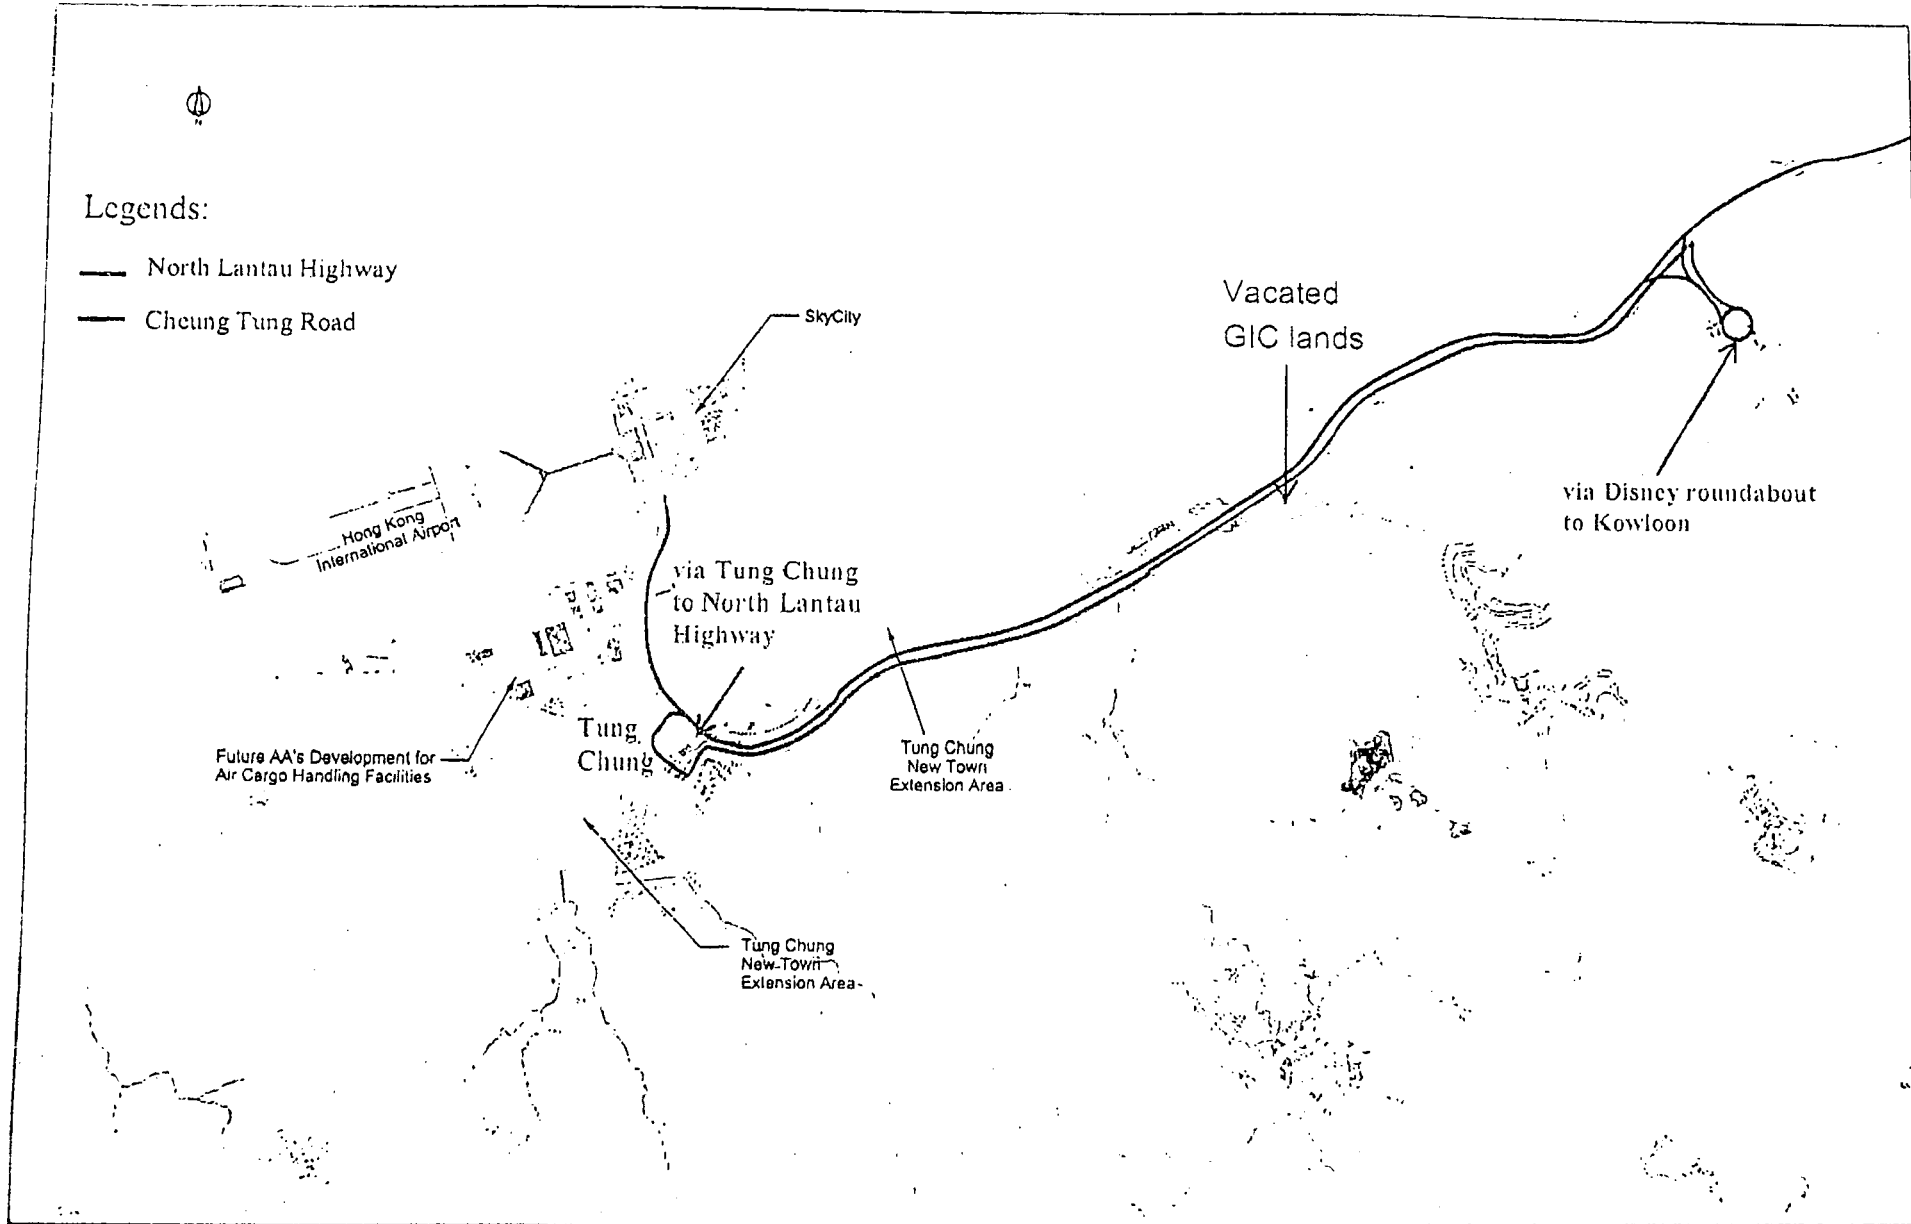 N
Legends:
North Lantau Highway
Cheung Tung Road
SkyCity
Vacated
GIC lands
via Disney roundabout
to Kowloon
Hong Kong
International Airport
via Tung Chung
to North Lantau
Highway
Tung
Chung
Future AA's Development for
Air Cargo Handling Facilities
Tung Chung
New Town
Extension Area
Tung Chung
New Town
Extension Area